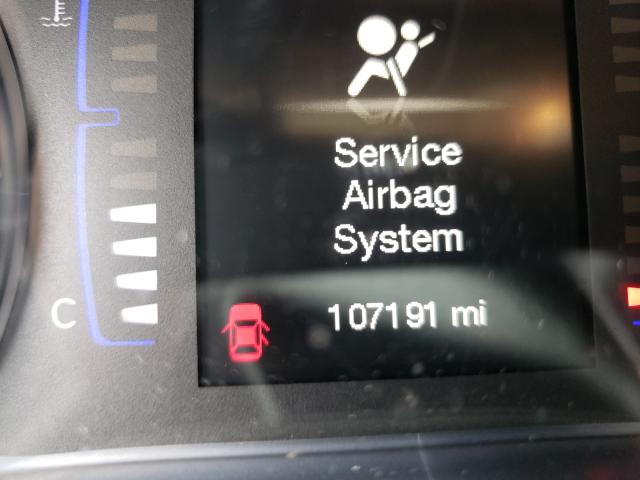 Service
Airbag
System
C
107191 mi